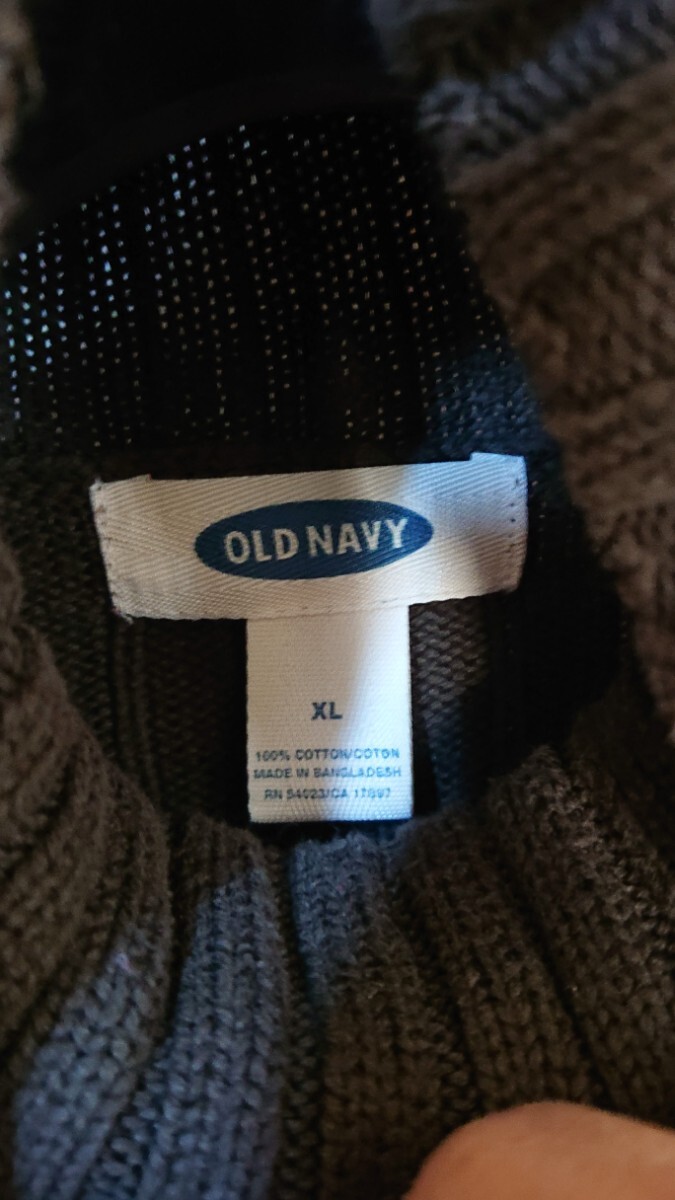 OLD NAVY
XL
100% COTTON/COTON
MADE IN BANGLADESH
RN 54023/CA 17897